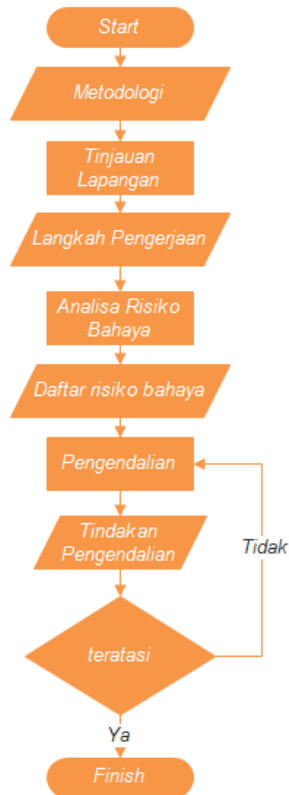 Start
Metodologi
Tinjauan
Lapangan
Langkah Pengerjaan
Analisa Risiko
Bahaya
Daftar risiko bahaya
Pengendalian
Tindakan
Pengendalian
Tidak
teratasi
Ya
Finish